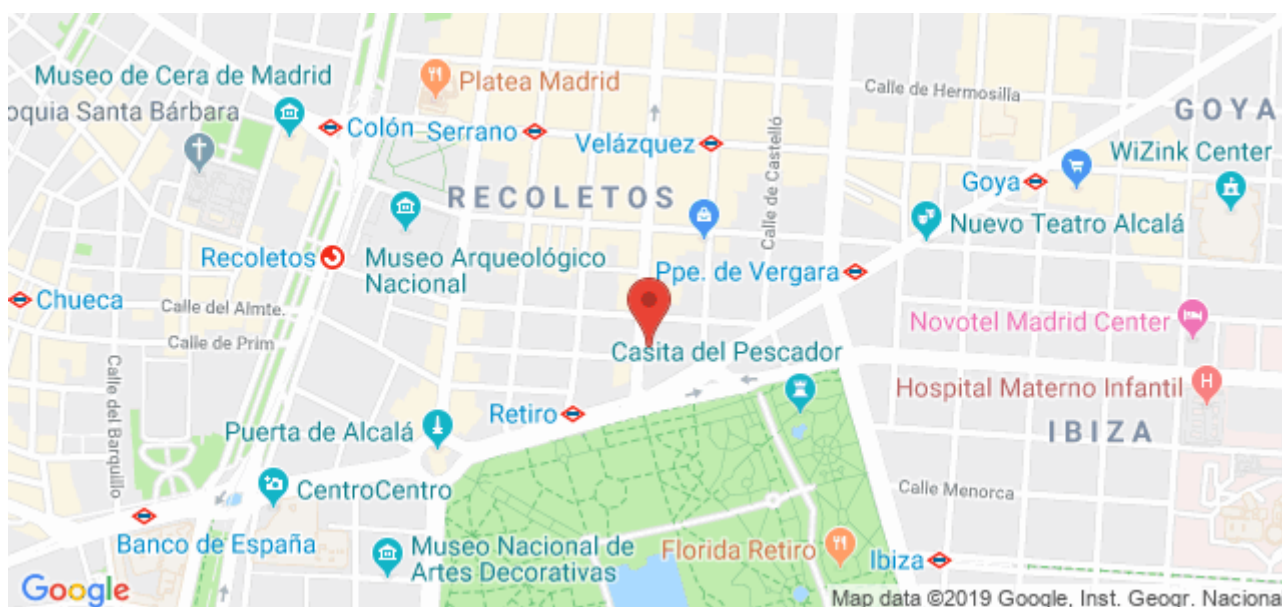 Museo de Cera de Madrid
oquia Santa Bárbara
Colón
Serrano
Platea Madrid
Velázquez
Calle de Hermosilla
GOYA
WiZink Center
Goya
Calle de Castelló
RECOLETOS
Nuevo Teatro Alcalá
Recoletos
Museo Arqueológico
Nacional
Ppe. de Vergara
Chueca
Calle del Almte.
Calle de Prim
Novotel Madrid Center
Casita del Pescador
Hospital Materno Infantil
H
Calle del Barquillo
Retiro
Puerta de Alcalá
IBIZA
CentroCentro
Calle Menorca
Banco de España
Museo Nacional de
Artes Decorativas
Florida Retiro
Ibiza
Google
Map data ©2019 Google, Inst. Geogr. Naciona